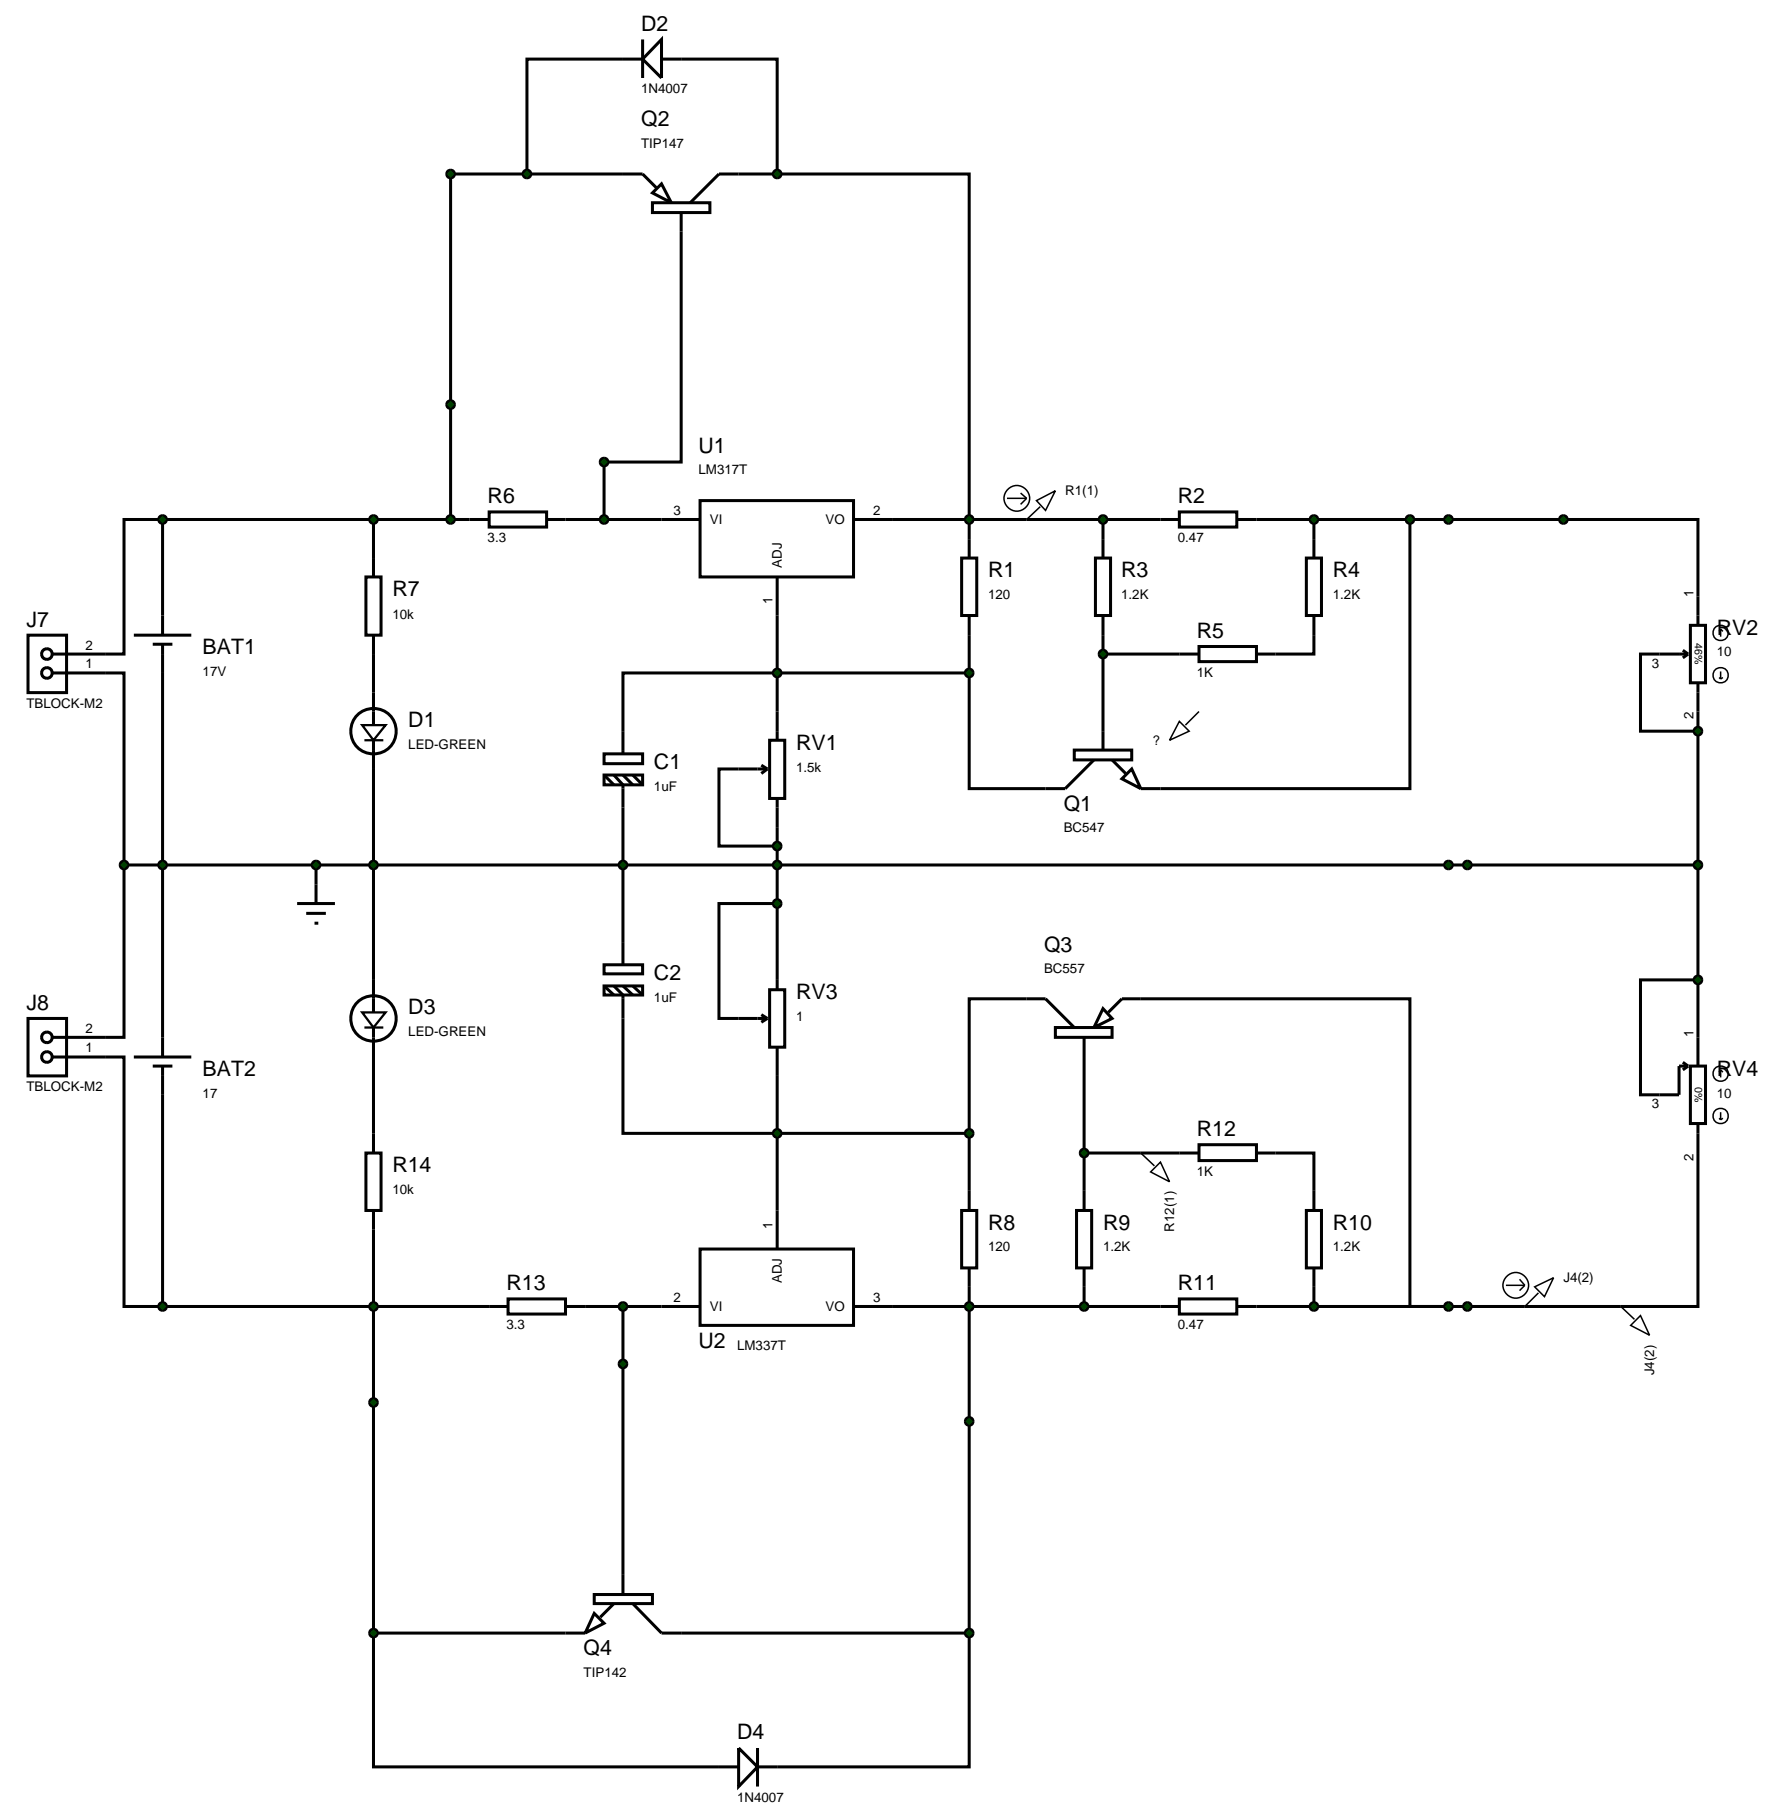 D2
1N4007
Q2
TIP147
U1
LM317T
R6
3.3
3
VI
VO
2
ADJ
1
R1(1)
R2
0.47
R7
10k
R1
120
R3
1.2K
R4
1.2K
R5
1K
J7
2
1
TBLOCK-M2
BAT1
17V
1
RV2
10
46%
3
2
D1
LED-GREEN
C1
1uF
RV1
1.5k
?
Q1
BC547
Q3
BC557
C2
1uF
RV3
1
J8
2
1
TBLOCK-M2
D3
LED-GREEN
BAT2
17
1
RV4
10
0%
3
2
R14
10k
R12
1K
R12(1)
R8
120
R9
1.2K
R10
1.2K
1
ADJ
R13
3.3
2
VI
VO
3
U2
LM337T
R11
0.47
J4(2)
J4(2)
Q4
TIP142
D4
1N4007